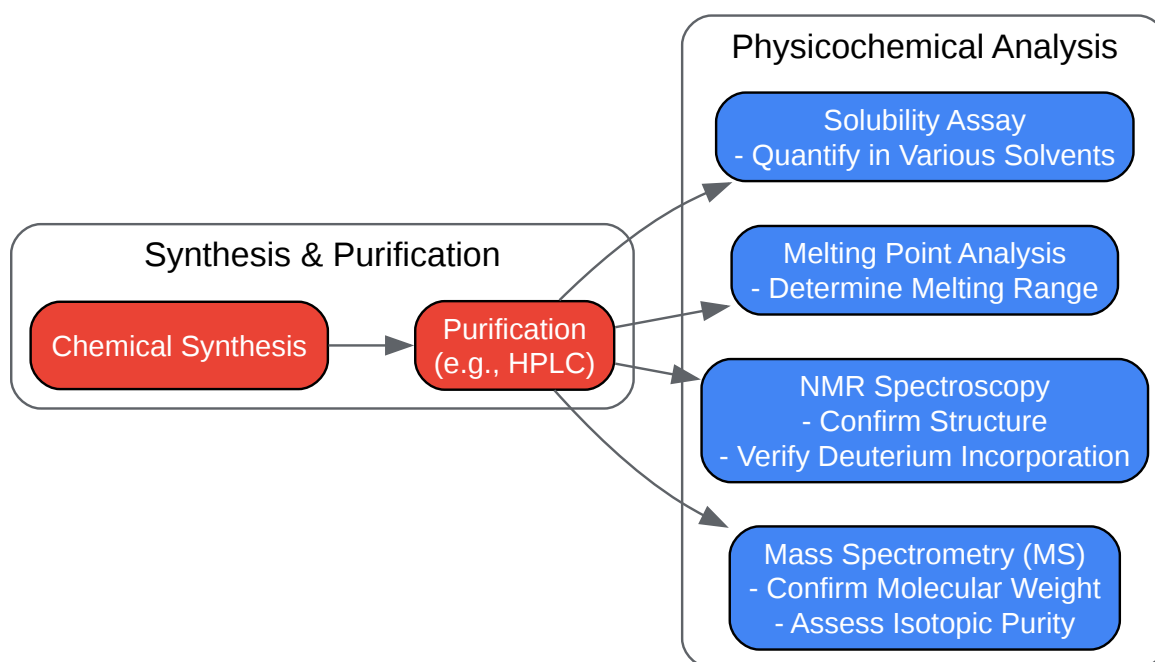 Synthesis & Purification
Chemical Synthesis
Purification
(e.g., HPLC)
Physicochemical Analysis
Solubility Assay
- Quantify in Various Solvents
Melting Point Analysis
- Determine Melting Range
NMR Spectroscopy
- Confirm Structure
- Verify Deuterium Incorporation
Mass Spectrometry (MS)
- Confirm Molecular Weight
- Assess Isotopic Purity